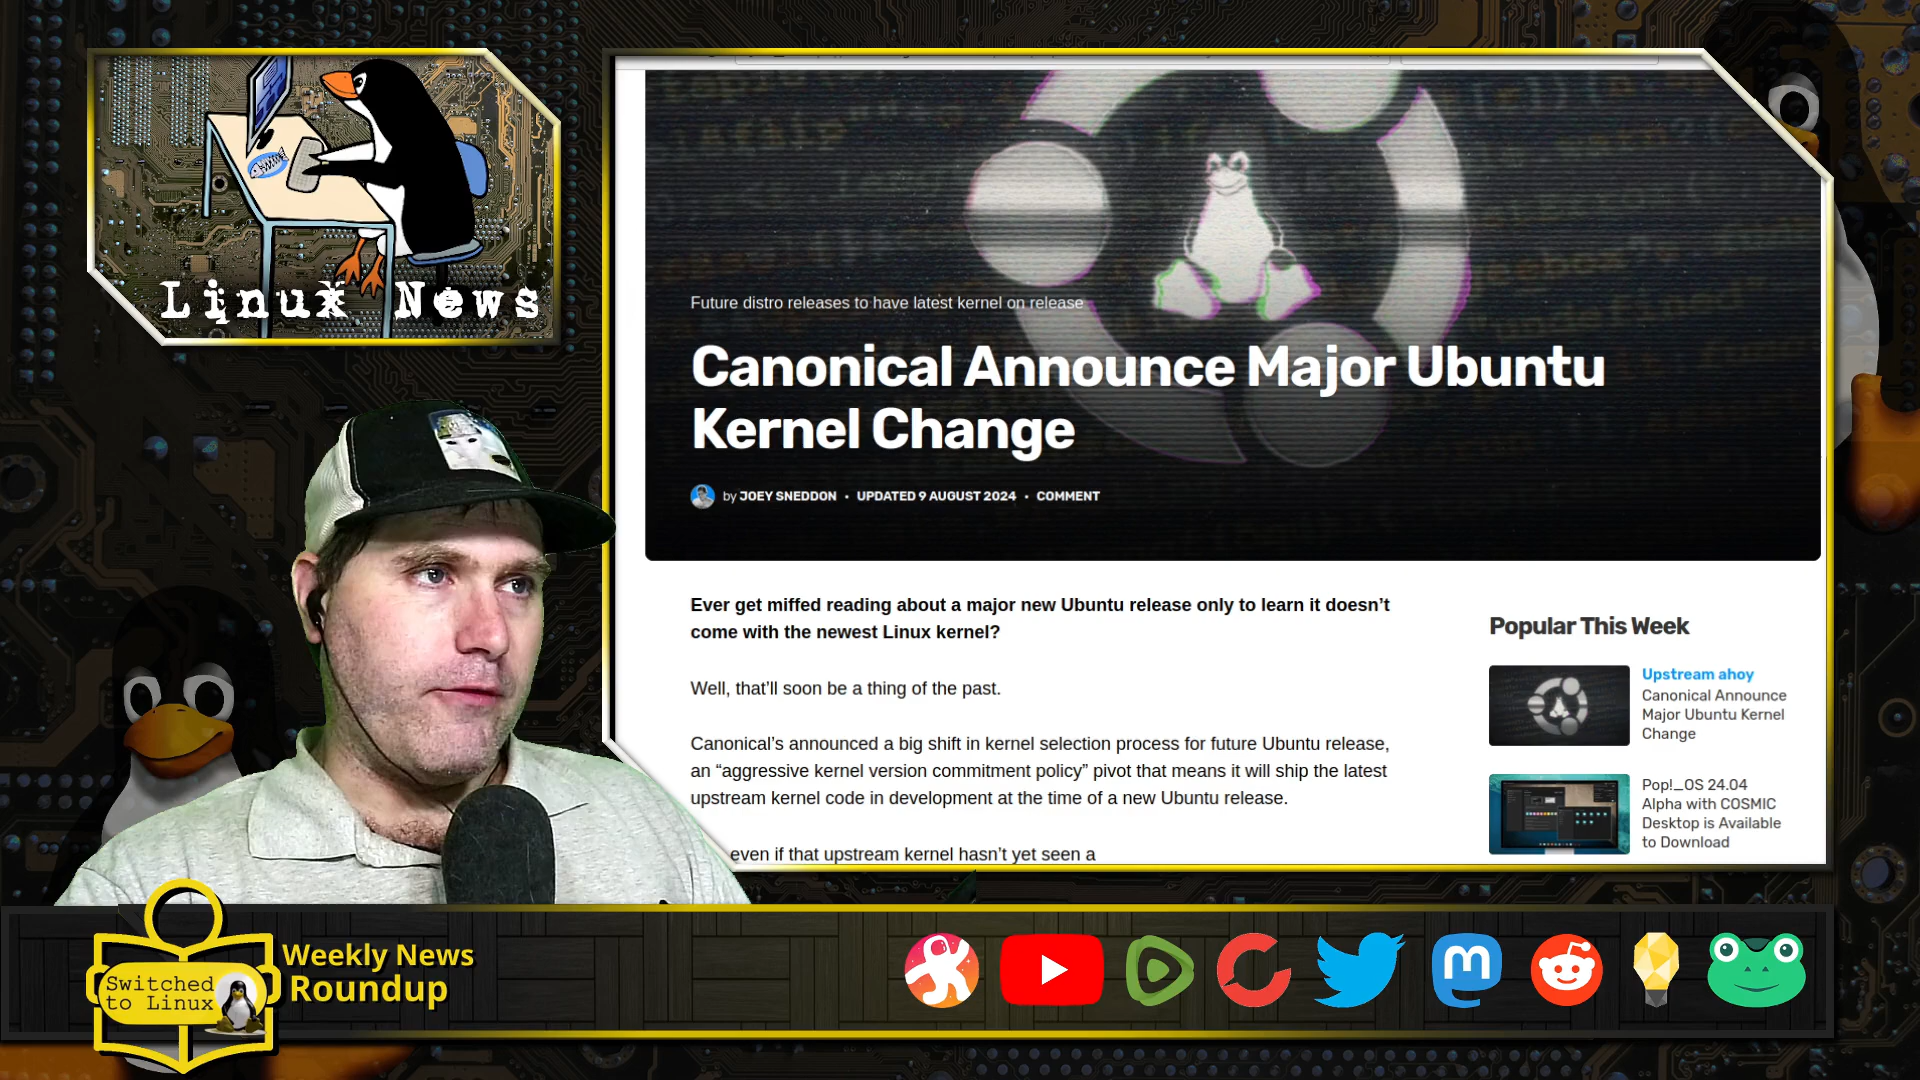 Linux News
Future distro releases to have latest kernel on release
Canonical Announce Major Ubuntu
Kernel Change
by JOEY SNEDDON · UPDATED 9 AUGUST 2024 · COMMENT
Ever get miffed reading about a major new Ubuntu release only to learn it doesn’t
come with the newest Linux kernel?
Well, that’ll soon be a thing of the past.
Canonical’s announced a big shift in kernel selection process for future Ubuntu release,
an “aggressive kernel version commitment policy” pivot that means it will ship the latest
upstream kernel code in development at the time of a new Ubuntu release.
even if that upstream kernel hasn’t yet seen a
Popular This Week
Upstream ahoy
Canonical Announce
Major Ubuntu Kernel
Change
Pop!_OS 24.04
Alpha with COSMIC
Desktop is Available
to Download
Switched
to Linux
Weekly News
Roundup